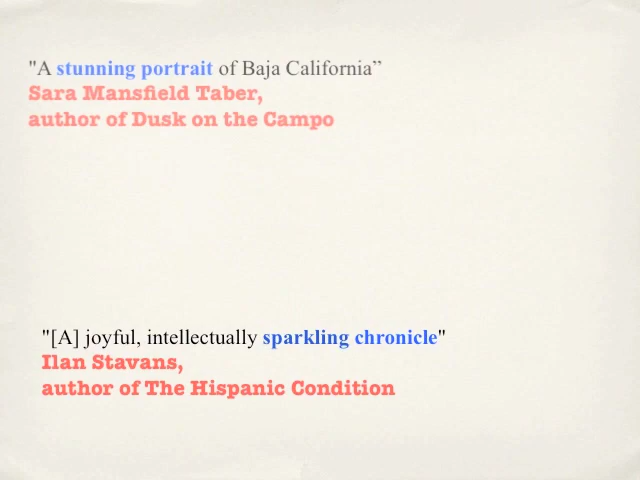 "A stunning portrait of Baja California”
Sara Mansfield Taber,
author of Dusk on the Campo
"[A] joyful, intellectually sparkling chronicle"
Ilan Stavans,
author of The Hispanic Condition